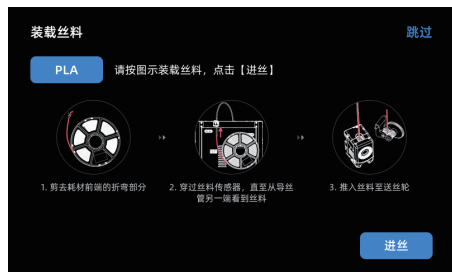 装载丝料
跳过
PLA
请按图示装载丝料，点击【进丝】
1. 剪去耗材前端的折弯部分
2. 穿过丝料传感器，直至从导丝
管另一端看到丝料
3. 推入丝料至送丝轮
进丝